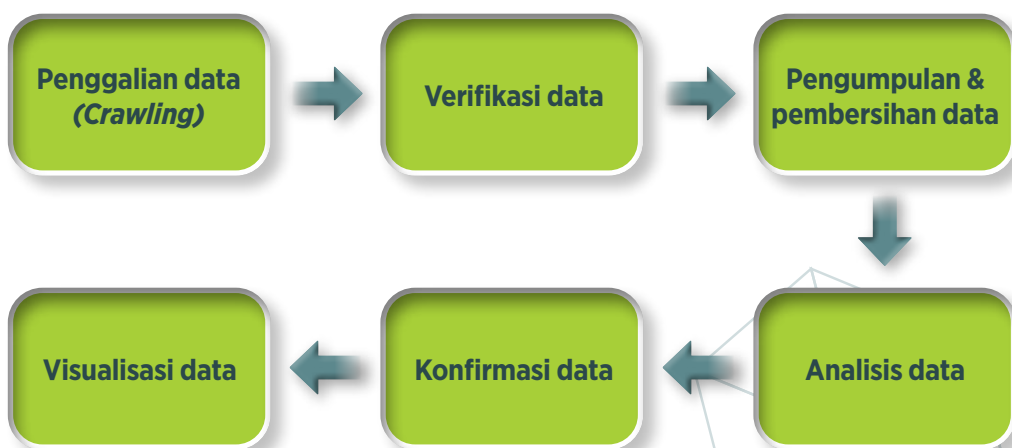 Penggalian data
(Crawling)
Verifikasi data
Pengumpulan &
pembersihan data
Analisis data
Konfirmasi data
Visualisasi data